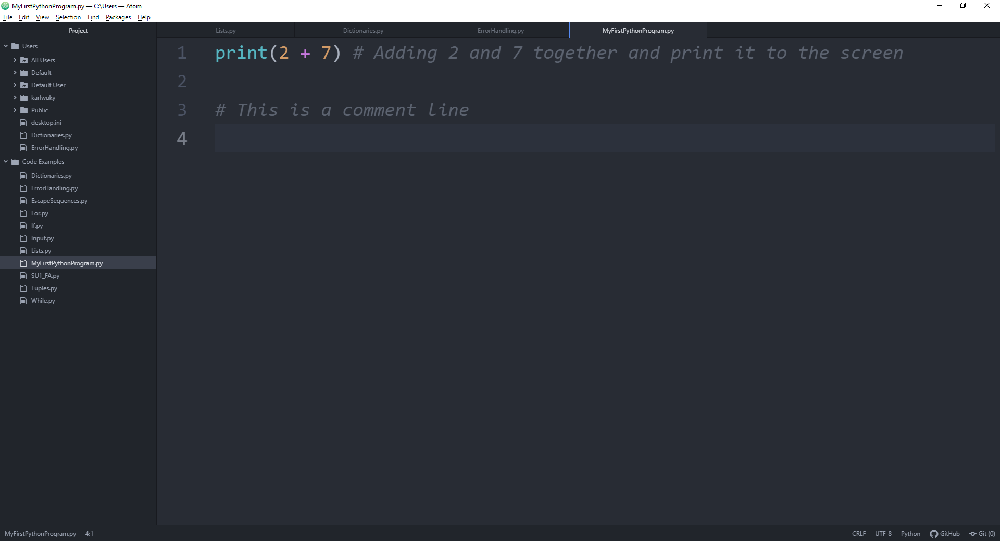 MyFirstPythonProgram.py — C:\Users — Atom
File Edit View Selection Find Packages Help
Project
Users
All Users
Default
Default User
karlwuky
Public
desktop.ini
Dictionaries.py
ErrorHandling.py
Code Examples
Dictionaries.py
ErrorHandling.py
EscapeSequences.py
For.py
If.py
Input.py
Lists.py
MyFirstPythonProgram.py
SU1_FA.py
Tuples.py
While.py
Lists.py Dictionaries.py ErrorHandling.py MyFirstPythonProgram.py
1 print(2 + 7) # Adding 2 and 7 together and print it to the screen
2
3 # This is a comment line
4
MyFirstPythonProgram.py 4:1 CRLF UTF-8 Python GitHub Git (0)